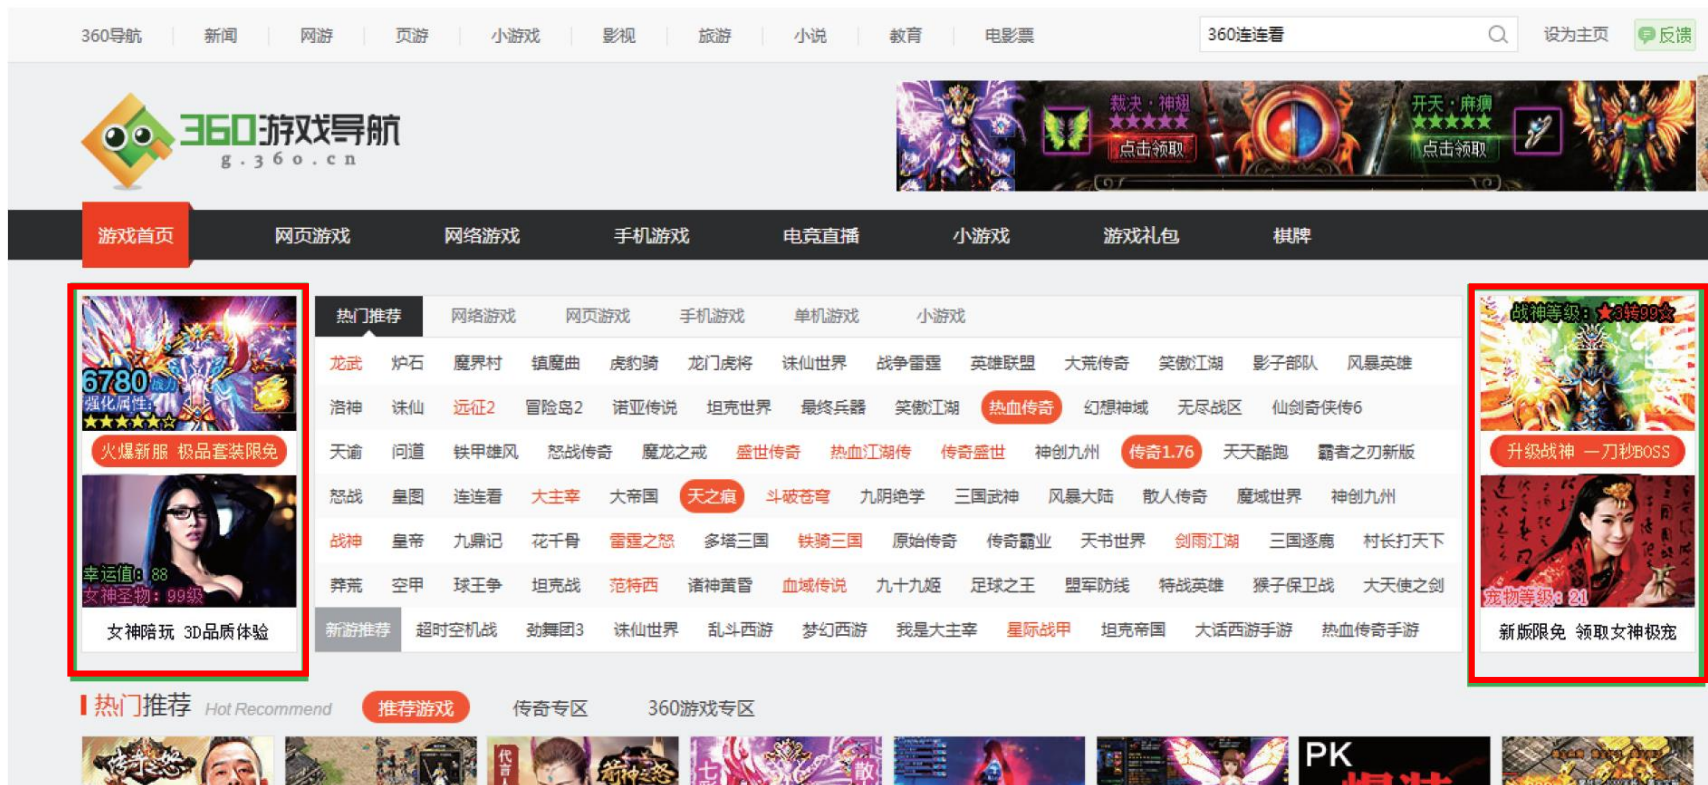 360导航 新闻 网游 页游 小游戏 影视 旅游 小说 教育 电影票 360连连看 设为主页 反馈
360游戏导航
g.360.cn
裁决·神翅
★★★★★
点击领取
开天·麻痹
★★★★★
点击领取
游戏首页 网页游戏 网络游戏 手机游戏 电竞直播 小游戏 游戏礼包 棋牌
6780战力
强化属性:
★★★★★☆
火爆新服 极品套装限免
幸运值: 88
女神圣物: 99级
女神陪玩 3D品质体验
热门推荐 网络游戏 网页游戏 手机游戏 单机游戏 小游戏
龙武 炉石 魔界村 镇魔曲 虎豹骑 龙门虎将 诛仙世界 战争雷霆 英雄联盟 大荒传奇 笑傲江湖 影子部队 风暴英雄
洛神 诛仙 远征2 冒险岛2 诺亚传说 坦克世界 最终兵器 笑傲江湖 热血传奇 幻想神域 无尽战区 仙剑奇侠传6
天谕 问道 铁甲雄风 怒战传奇 魔龙之戒 盛世传奇 热血江湖传 传奇盛世 神创九州 传奇1.76 天天酷跑 霸者之刃新版
怒战 皇图 连连看 大主宰 大帝国 天之痕 斗破苍穹 九阴绝学 三国武神 风暴大陆 散人传奇 魔域世界 神创九州
战神 皇帝 九鼎记 花千骨 雷霆之怒 多塔三国 铁骑三国 原始传奇 传奇霸业 天书世界 剑雨江湖 三国逐鹿 村长打天下
莽荒 空甲 球王争 坦克战 范特西 诸神黄昏 血域传说 九十九姬 足球之王 盟军防线 特战英雄 猴子保卫战 大天使之剑
新游推荐 超时空机战 劲舞团3 诛仙世界 乱斗西游 梦幻西游 我是大主宰 星际战甲 坦克帝国 大话西游手游 热血传奇手游
战神等级: ★3转99☆
升级战神 一刀秒BOSS
宠物等级: 21
新版限免 领取女神极宠
热门推荐 Hot Recommend 推荐游戏 传奇专区 360游戏专区
传奇之怒
代言人
箭神之怒
七
散
PK